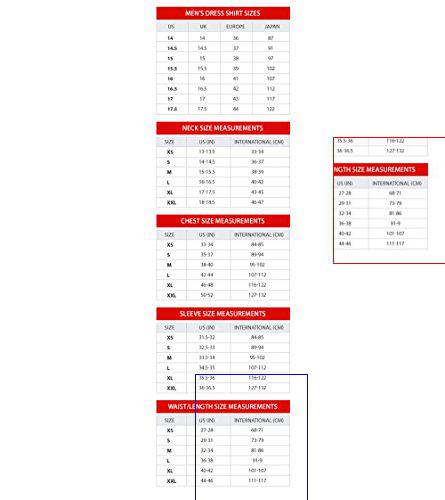 MEN'S DRESS SHIRT SIZES
US UK EUROPE JAPAN
14 14 36 87
14.5 14.5 37 91
15 15 38 97
15.5 15.5 39 102
16 16 41 107
16.5 16.5 42 112
17 17 43 117
17.5 17.5 44 122
NECK SIZE MEASUREMENTS
SIZE US (IN) INTERNATIONAL (CM)
XS 13-13.5 33-34
S 14-14.5 36-37
M 15-15.5 38-39
L 16-16.5 40-42
XL 17-17.5 43-45
XXL 18-18.5 46-47
CHEST SIZE MEASUREMENTS
SIZE US (IN) INTERNATIONAL (CM)
XS 33-34 84-85
S 35-37 89-94
M 38-40 95-102
L 42-44 107-112
XL 46-48 116-122
XXL 50-52 127-132
SLEEVE SIZE MEASUREMENTS
SIZE US (IN) INTERNATIONAL (CM)
XS 31.5-32 84-85
S 32.5-33 89-94
M 33.5-34 95-102
L 34.5-35 107-112
XL 35.5-36 116-122
XXL 36-36.5 127-132
WAIST/LENGTH SIZE MEASUREMENTS
SIZE US (IN) INTERNATIONAL (CM)
XS 27-28 68-71
S 29-31 73-79
M 32-34 81-86
L 36-38 91-9
XL 40-42 101-107
XXL 44-46 111-117
35.5-36 116-122
36-36.5 127-132
NGTH SIZE MEASUREMENTS
US (IN) INTERNATIONAL (CM)
27-28 68-71
29-31 73-79
32-34 81-86
36-38 91-9
40-42 101-107
44-46 111-117